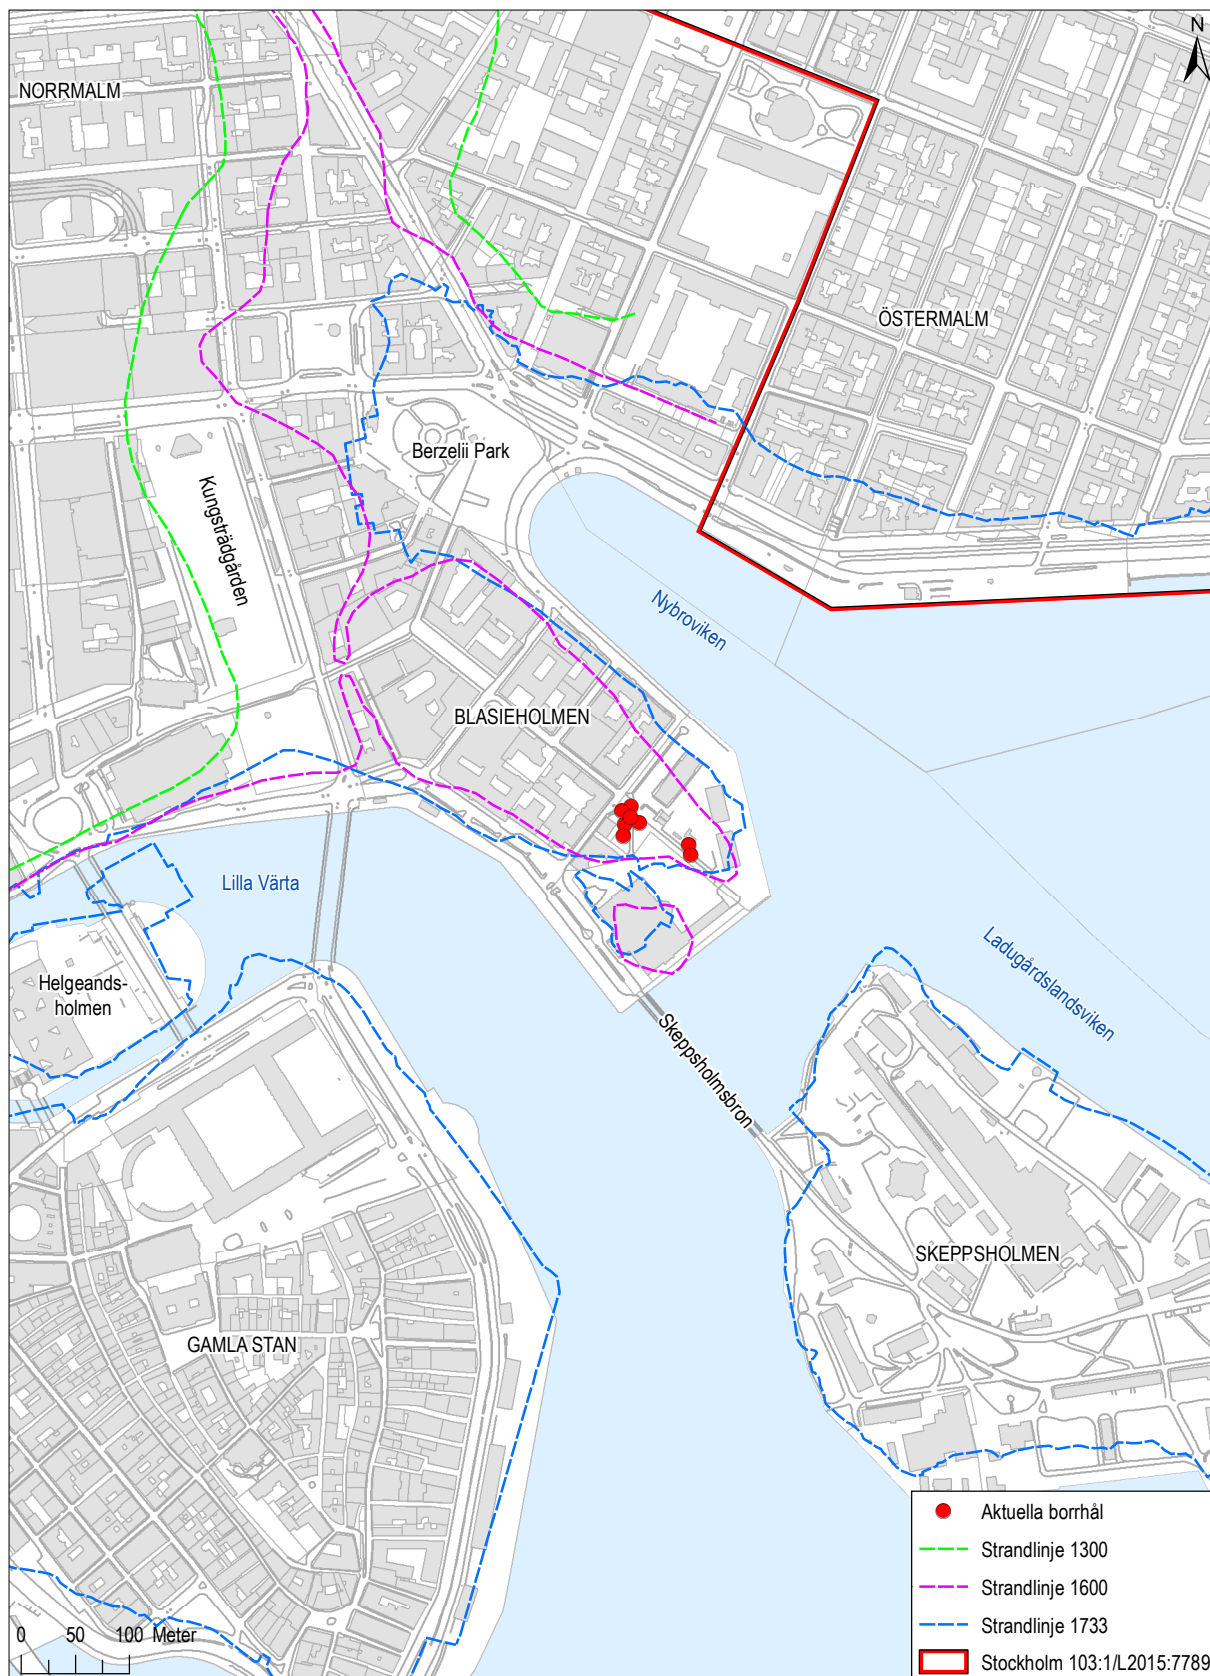 N
NORRMALM
ÖSTERMALM
Berzelii Park
Kungsträdgården
Nybroviken
BLASIEHOLMEN
Lilla Värta
Helgeands-
holmen
Ladugårdslandsviken
Skeppsholmsbron
SKEPPSHOLMEN
GAMLA STAN
0 50 100 Meter
Aktuella borrhål
Strandlinje 1300
Strandlinje 1600
Strandlinje 1733
Stockholm 103:1/L2015:7789